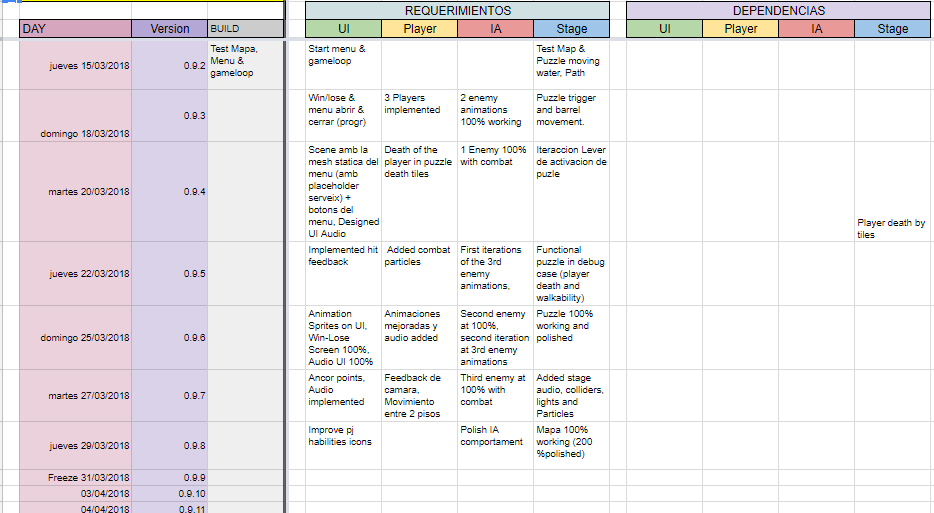 REQUERIMIENTOS DEPENDENCIAS
DAY Version BUILD UI Player IA Stage UI Player IA Stage
jueves 15/03/2018 0.9.2
Test Mapa,
Menu &
gameloop
Start menu &
gameloop
Test Map &
Puzzle moving
water, Path
domingo 18/03/2018 0.9.3
Win/lose &
menu abrir &
cerrar (progr)
3 Players
implemented
2 enemy
animations
100% working
Puzzle trigger
and barrel
movement.
martes 20/03/2018 0.9.4
Scene amb la
mesh statica del
menu (amb
placeholder
serveix) +
botons del
menu, Designed
UI Audio
Death of the
player in puzzle
death tiles
1 Enemy 100%
with combat
Iteraccion Lever
de activacion de
puzle
Player death by
tiles
jueves 22/03/2018 0.9.5
Implemented hit
feedback
Added combat
particles
First iterations
of the 3rd
enemy
animations,
Functional
puzzle in debug
case (player
death and
walkability)
domingo 25/03/2018 0.9.6
Animation
Sprites on UI,
Win-Lose
Screen 100%,
Audio UI 100%
Animaciones
mejoradas y
audio added
Second enemy
at 100%,
second iteration
at 3rd enemy
animations
Puzzle 100%
working and
polished
martes 27/03/2018 0.9.7
Ancor points,
Audio
implemented
Feedback de
camara,
Movimiento
entre 2 pisos
Third enemy at
100% with
combat
Added stage
audio, colliders,
lights and
Particles
jueves 29/03/2018 0.9.8
Improve pj
habilities icons
Polish IA
comportament
Mapa 100%
working (200
%polished)
Freeze 31/03/2018 0.9.9
03/04/2018 0.9.10
04/04/2018 0.9.11